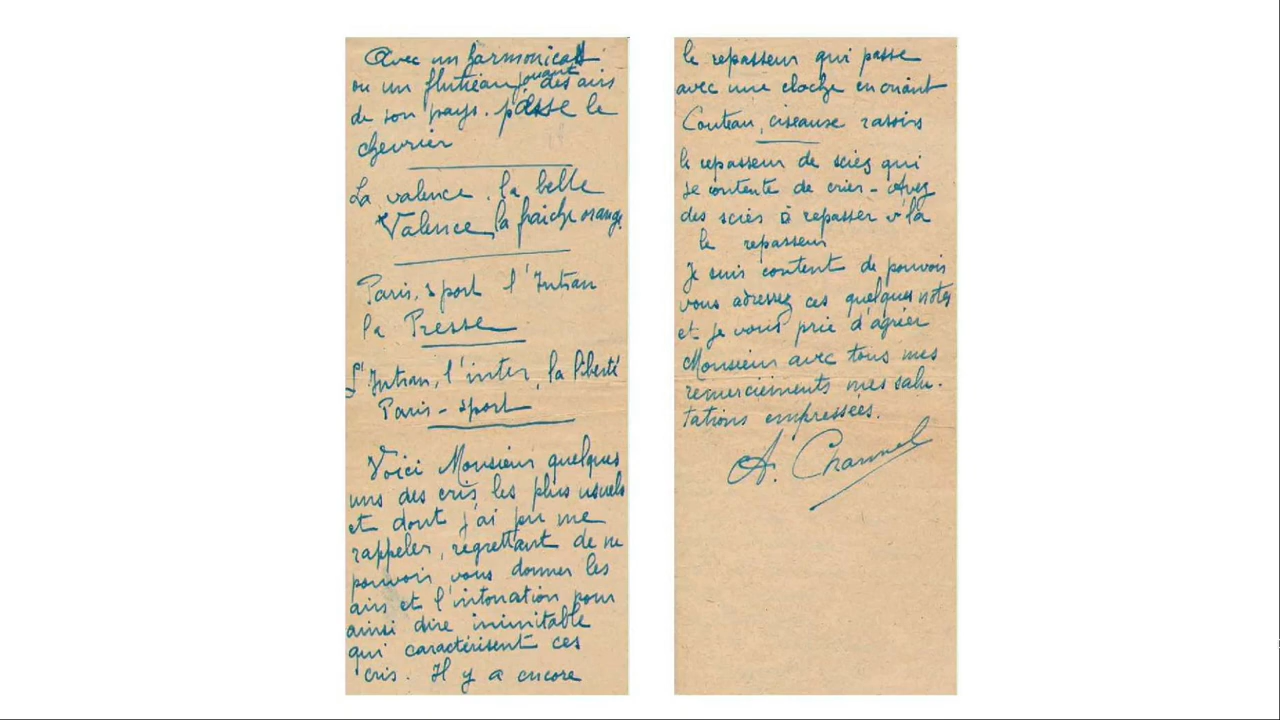 Avec un harmonica
ou un flutieau jouant des airs
de son pays. passe le
chevrier
La valence. la belle
Valence, la fraiche orange
Paris, sport l'Intran
la Presse
L'Intran, l'inter, la liberté
Paris - sport
Voici Monsieur quelques
uns des cris les plus usuels
et dont j'ai pu me
rappeler, regrettant de ne
pouvoir vous donner les
airs et l'intonation pour
ainsi dire inimitable
qui caractérisent ces
cris. Il y a encore
le repasseur qui passe
avec une cloche en criant
Couteau, ciseause rasoirs
le repasseur de sciès qui
se contente de crier - Avez
des sciès à repasser v'la
le repasseur
Je suis content de pouvoir
vous adressez ces quelques notes
et je vous prie d'agréer
Monsieur avec tous mes
remerciements mes salu-
tations empressées.
A. Charmel